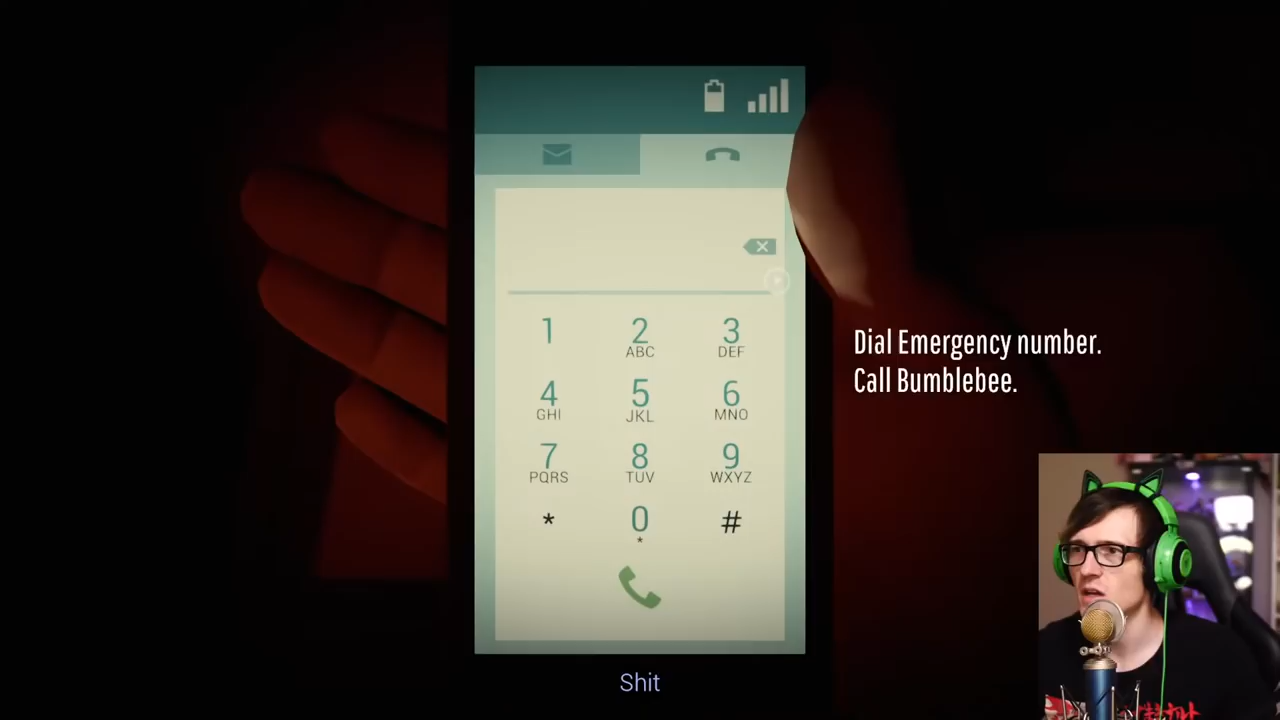 1 2 3
ABC DEF
4 5 6
GHI JKL MNO
7 8 9
PQRS TUV WXYZ
* 0 #
*
Dial Emergency number.
Call Bumblebee.
Shit